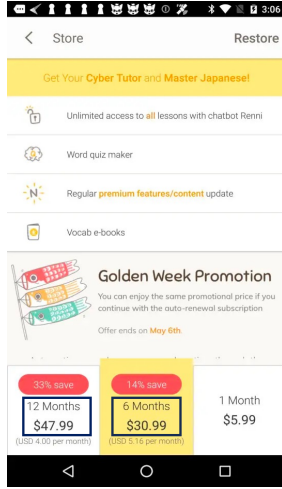 3:06
Store
Restore
Get Your Cyber Tutor and Master Japanese!
Unlimited access to all lessons with chatbot Renni
Word quiz maker
N
Regular premium features/content update
Vocab e-books
Golden Week Promotion
You can enjoy the same promotional price if you
continue with the auto-renewal subscription
Offer ends on May 6th.
33% save
12 Months
$47.99
(USD 4.00 per month)
14% save
6 Months
$30.99
(USD 5.16 per month)
1 Month
$5.99